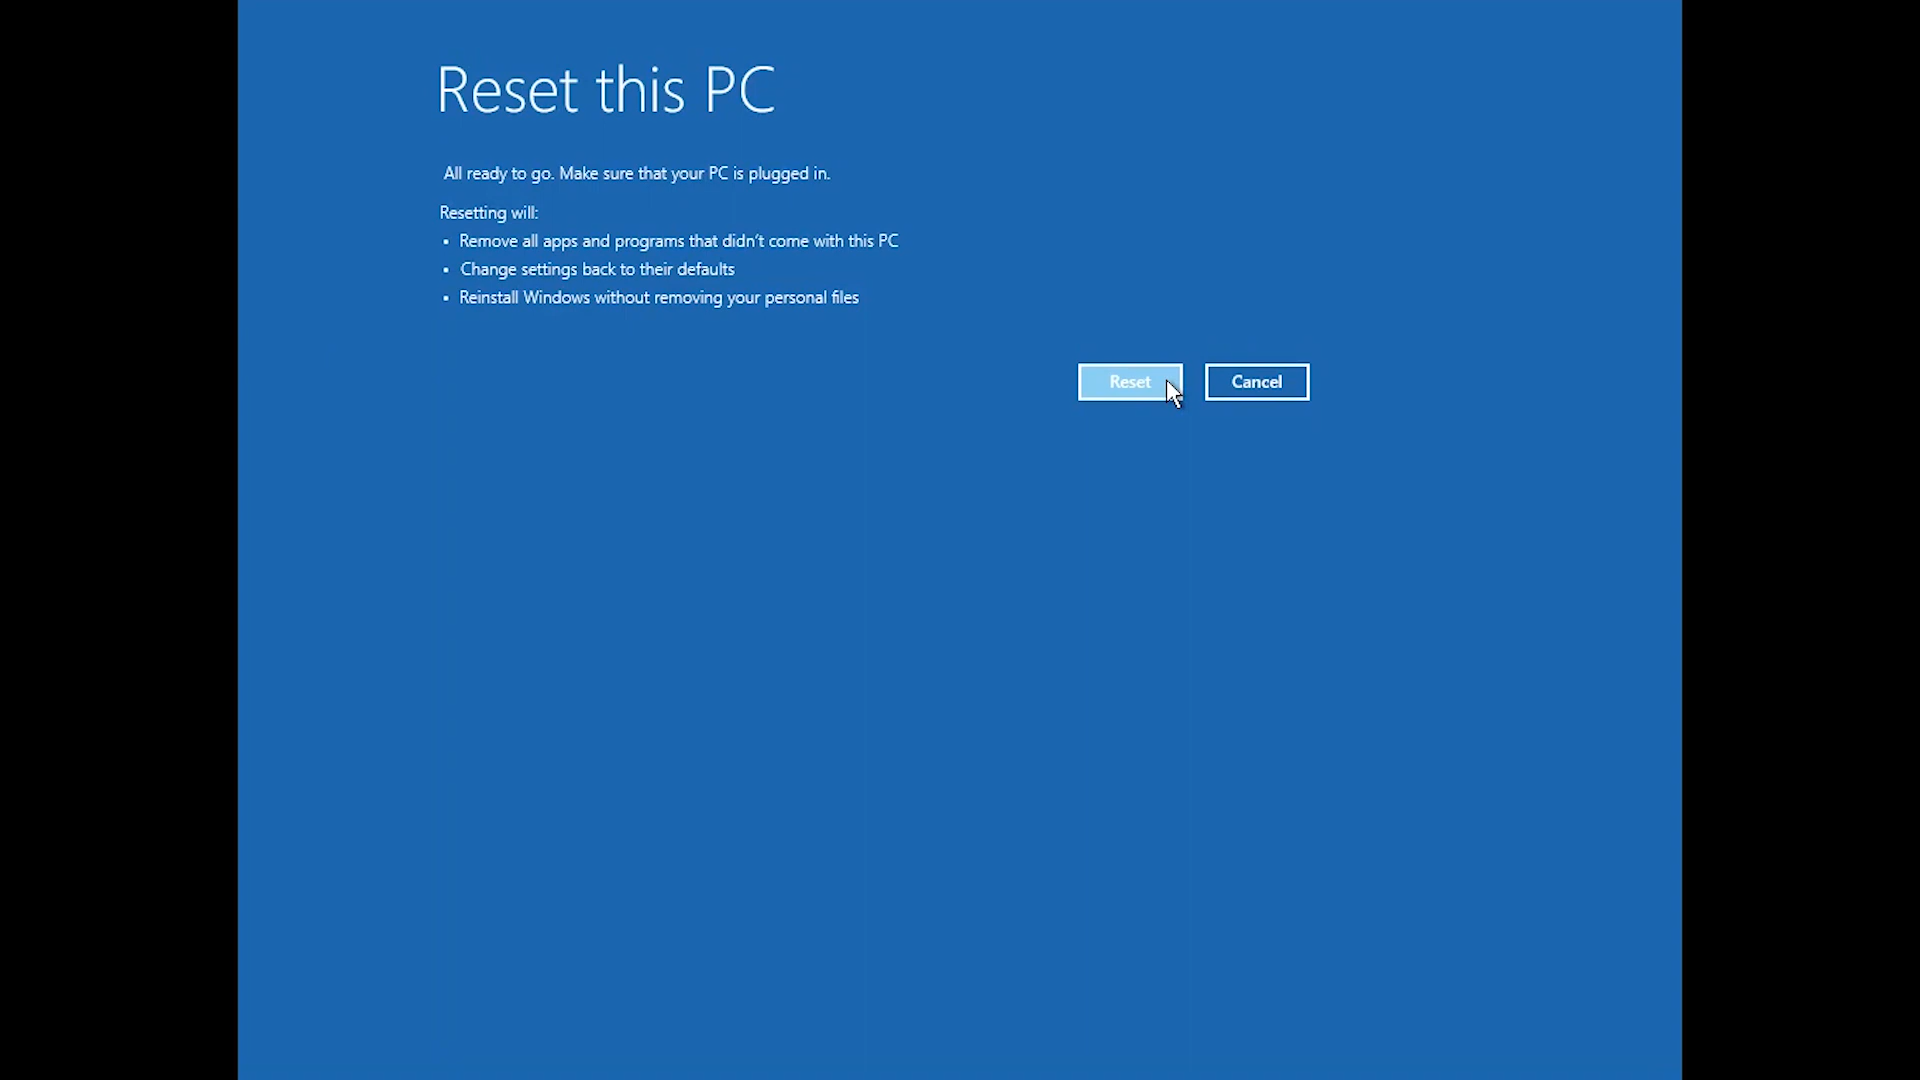 Reset this PC
All ready to go. Make sure that your PC is plugged in.
Resetting will:
▪ Remove all apps and programs that didn't come with this PC
▪ Change settings back to their defaults
▪ Reinstall Windows without removing your personal files
Reset Cancel